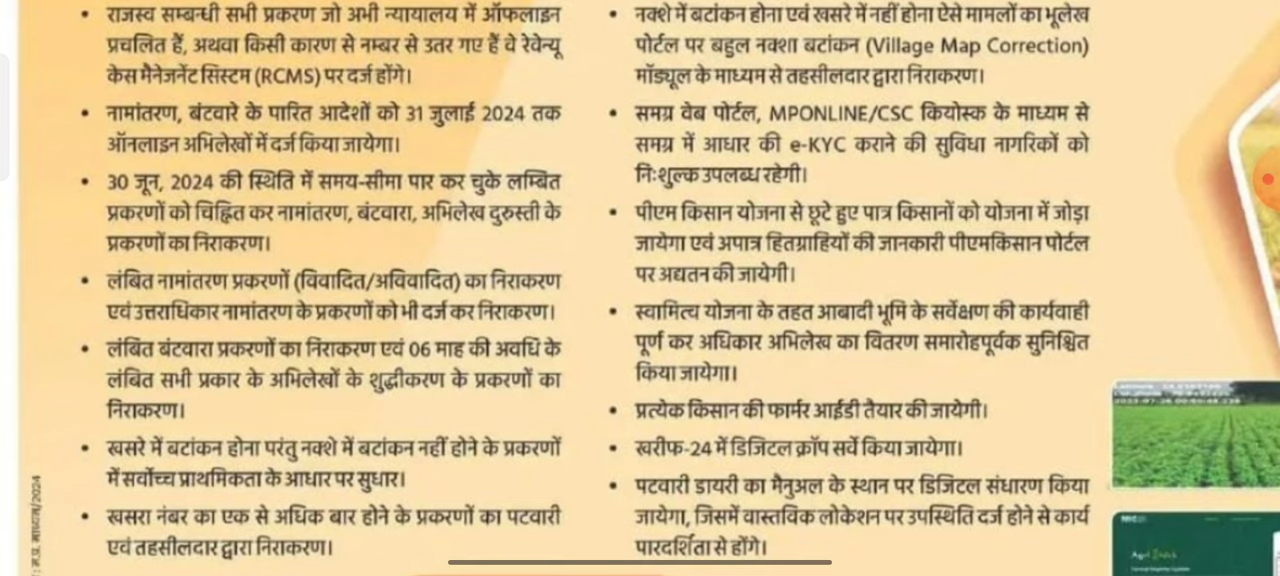 राजस्व सम्बन्धी सभी प्रकरण जो अभी न्यायालय में ऑफलाइन
प्रचलित हैं, अथवा किसी कारण से नम्बर से उतर गए हैं वे रेवेन्यू
केस मैनेजमेंट सिस्टम (RCMS) पर दर्ज होंगे।
नामांतरण, बंटवारे के पारित आदेशों को 31 जुलाई 2024 तक
ऑनलाइन अभिलेखों में दर्ज किया जायेगा।
30 जून, 2024 की स्थिति में समय-सीमा पार कर चुके लम्बित
प्रकरणों को चिह्नित कर नामांतरण, बंटवारा, अभिलेख दुरुस्ती के
प्रकरणों का निराकरण।
लंबित नामांतरण प्रकरणों (विवादित/अविवादित) का निराकरण
एवं उत्तराधिकार नामांतरण के प्रकरणों को भी दर्ज कर निराकरण।
लंबित बंटवारा प्रकरणों का निराकरण एवं 06 माह की अवधि के
लंबित सभी प्रकार के अभिलेखों के शुद्धीकरण के प्रकरणों का
निराकरण।
खसरे में बटांकन होना परंतु नक्शे में बटांकन नहीं होने के प्रकरणों
में सर्वोच्च प्राथमिकता के आधार पर सुधार।
खसरा नंबर का एक से अधिक बार होने के प्रकरणों का पटवारी
एवं तहसीलदार द्वारा निराकरण।
नक्शे में बटांकन होना एवं खसरे में नहीं होना ऐसे मामलों का भूलेख
पोर्टल पर बहुल नक्शा बटांकन (Village Map Correction)
मॉड्यूल के माध्यम से तहसीलदार द्वारा निराकरण।
समग्र वेब पोर्टल, MPONLINE/CSC कियोस्क के माध्यम से
समग्र में आधार की e-KYC कराने की सुविधा नागरिकों को
निःशुल्क उपलब्ध रहेगी।
पीएम किसान योजना से छूटे हुए पात्र किसानों को योजना में जोड़ा
जायेगा एवं अपात्र हितग्राहियों की जानकारी पीएमकिसान पोर्टल
पर अद्यतन की जायेगी।
स्वामित्व योजना के तहत आबादी भूमि के सर्वेक्षण की कार्यवाही
पूर्ण कर अधिकार अभिलेख का वितरण समारोहपूर्वक सुनिश्चित
किया जायेगा।
प्रत्येक किसान की फार्मर आईडी तैयार की जायेगी।
खरीफ-24 में डिजिटल क्रॉप सर्वे किया जायेगा।
पटवारी डायरी का मैनुअल के स्थान पर डिजिटल संधारण किया
जायेगा, जिसमें वास्तविक लोकेशन पर उपस्थिति दर्ज होने से कार्य
पारदर्शिता से होंगे।
म.प्र. माध्यम/2024